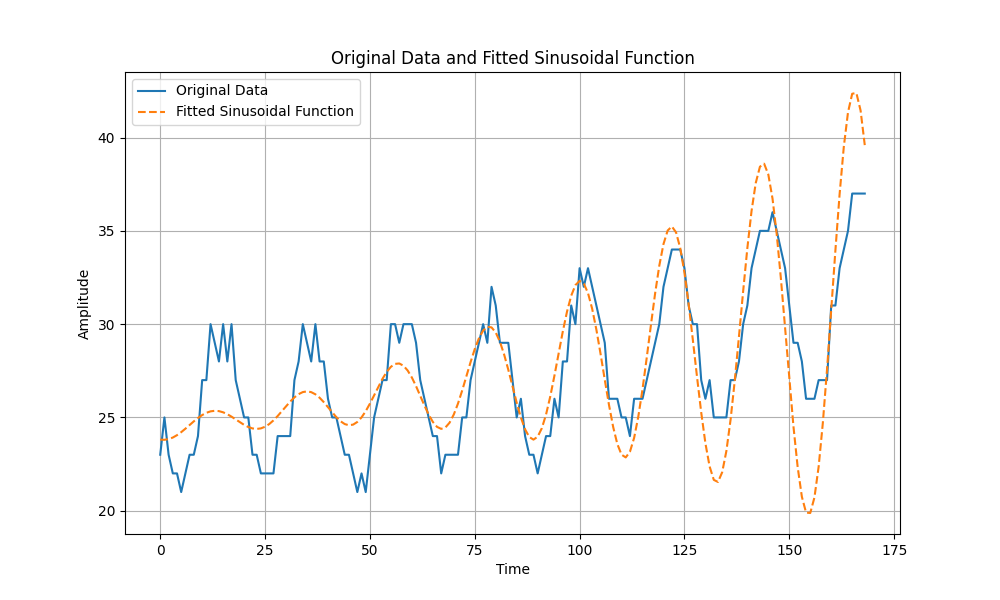 Original Data and Fitted Sinusoidal Function
Original Data
Fitted Sinusoidal Function
Amplitude
40
35
30
25
20
0 25 50 75 100 125 150 175
Time